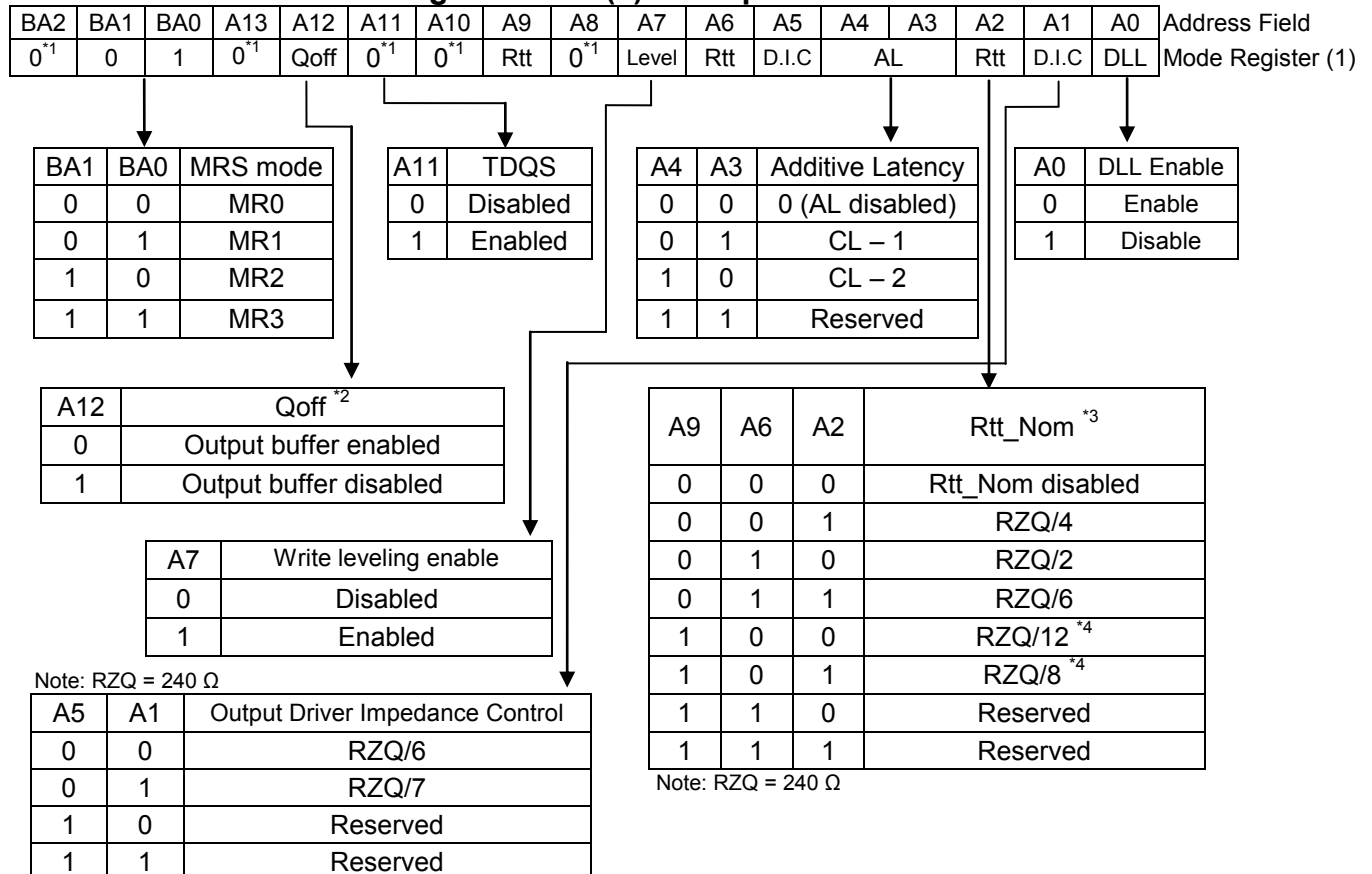 BA2 BA1 BA0 A13 A12 A11 A10 A9 A8 A7 A6 A5 A4 A3 A2 A1 A0 Address Field
0*1 0 1 0*1 Qoff 0*1 0*1 Rtt 0*1 Level Rtt D.I.C AL Rtt D.I.C DLL Mode Register (1)
BA1 BA0 MRS mode
0 0 MR0
0 1 MR1
1 0 MR2
1 1 MR3
A11 TDQS
0 Disabled
1 Enabled
A4 A3 Additive Latency
0 0 0 (AL disabled)
0 1 CL – 1
1 0 CL – 2
1 1 Reserved
A0 DLL Enable
0 Enable
1 Disable
A12 Qoff *2
0 Output buffer enabled
1 Output buffer disabled
A9 A6 A2 Rtt_Nom *3
0 0 0 Rtt_Nom disabled
0 0 1 RZQ/4
0 1 0 RZQ/2
0 1 1 RZQ/6
1 0 0 RZQ/12 *4
1 0 1 RZQ/8 *4
1 1 0 Reserved
1 1 1 Reserved
Note: RZQ = 240 Ω
A7 Write leveling enable
0 Disabled
1 Enabled
Note: RZQ = 240 Ω
A5 A1 Output Driver Impedance Control
0 0 RZQ/6
0 1 RZQ/7
1 0 Reserved
1 1 Reserved